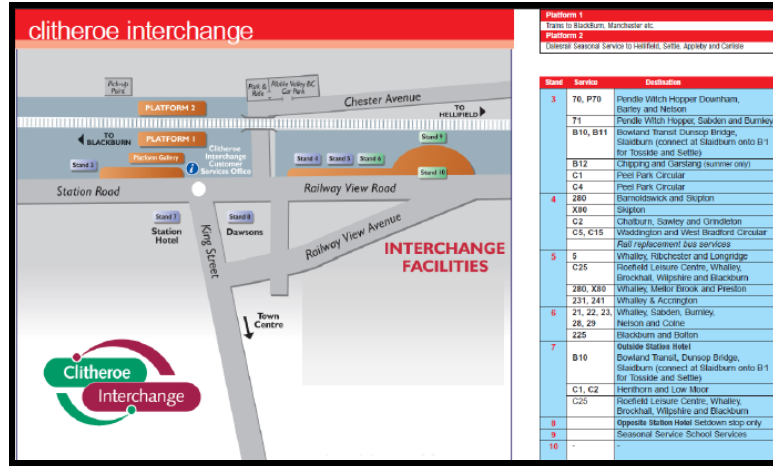 clitheroe interchange
Pick-up
Point
Park &
Ride
Ribble Valley BC
Car Park
PLATFORM 2
Chester Avenue
TO
HELLIFIELD
TO
BLACKBURN
PLATFORM 1
Stand 9
Platform Gallery
Clitheroe
Interchange
Customer
Services Office
i
Stand 3
Stand 4
Stand 5
Stand 6
Stand 10
Station Road
Railway View Road
Stand 7
Station
Hotel
Stand 8
Dawsons
King Street
Railway View Avenue
INTERCHANGE
FACILITIES
Town
Centre
Clitheroe
Interchange
Platform 1
Trains to Blackburn, Manchester etc.
Platform 2
Dalesrail Seasonal Service to Hellifield, Settle, Appleby and Carlisle
Stand Service Destination
3 70, P70 Pendle Witch Hopper Downham,
Barley and Nelson
71 Pendle Witch Hopper, Sabden and Burnley
B10, B11 Bowland Transit Dunsop Bridge,
Slaidburn (connect at Slaidburn onto B1
for Tosside and Settle)
B12 Chipping and Garstang (summer only)
C1 Peel Park Circular
C4 Peel Park Circular
4 280 Barnoldswick and Skipton
X80 Skipton
C2 Chatburn, Sawley and Grindleton
C5, C15 Waddington and West Bradford Circular
Rail replacement bus services
5 5 Whalley, Ribchester and Longridge
C25 Roefield Leisure Centre, Whalley,
Brockhall, Wilpshire and Blackburn
280, X80 Whalley, Mellor Brook and Preston
231, 241 Whalley & Accrington
6 21, 22, 23, Whalley, Sabden, Burnley,
28, 29 Nelson and Colne
225 Blackburn and Bolton
7 Outside Station Hotel
B10 Bowland Transit, Dunsop Bridge,
Slaidburn (connect at Slaidburn onto B1
for Tosside and Settle)
C1, C2 Henthorn and Low Moor
C25 Roefield Leisure Centre, Whalley,
Brockhall, Wilpshire and Blackburn
8 Opposite Station Hotel Setdown stop only
9 Seasonal Service School Services
10 - -